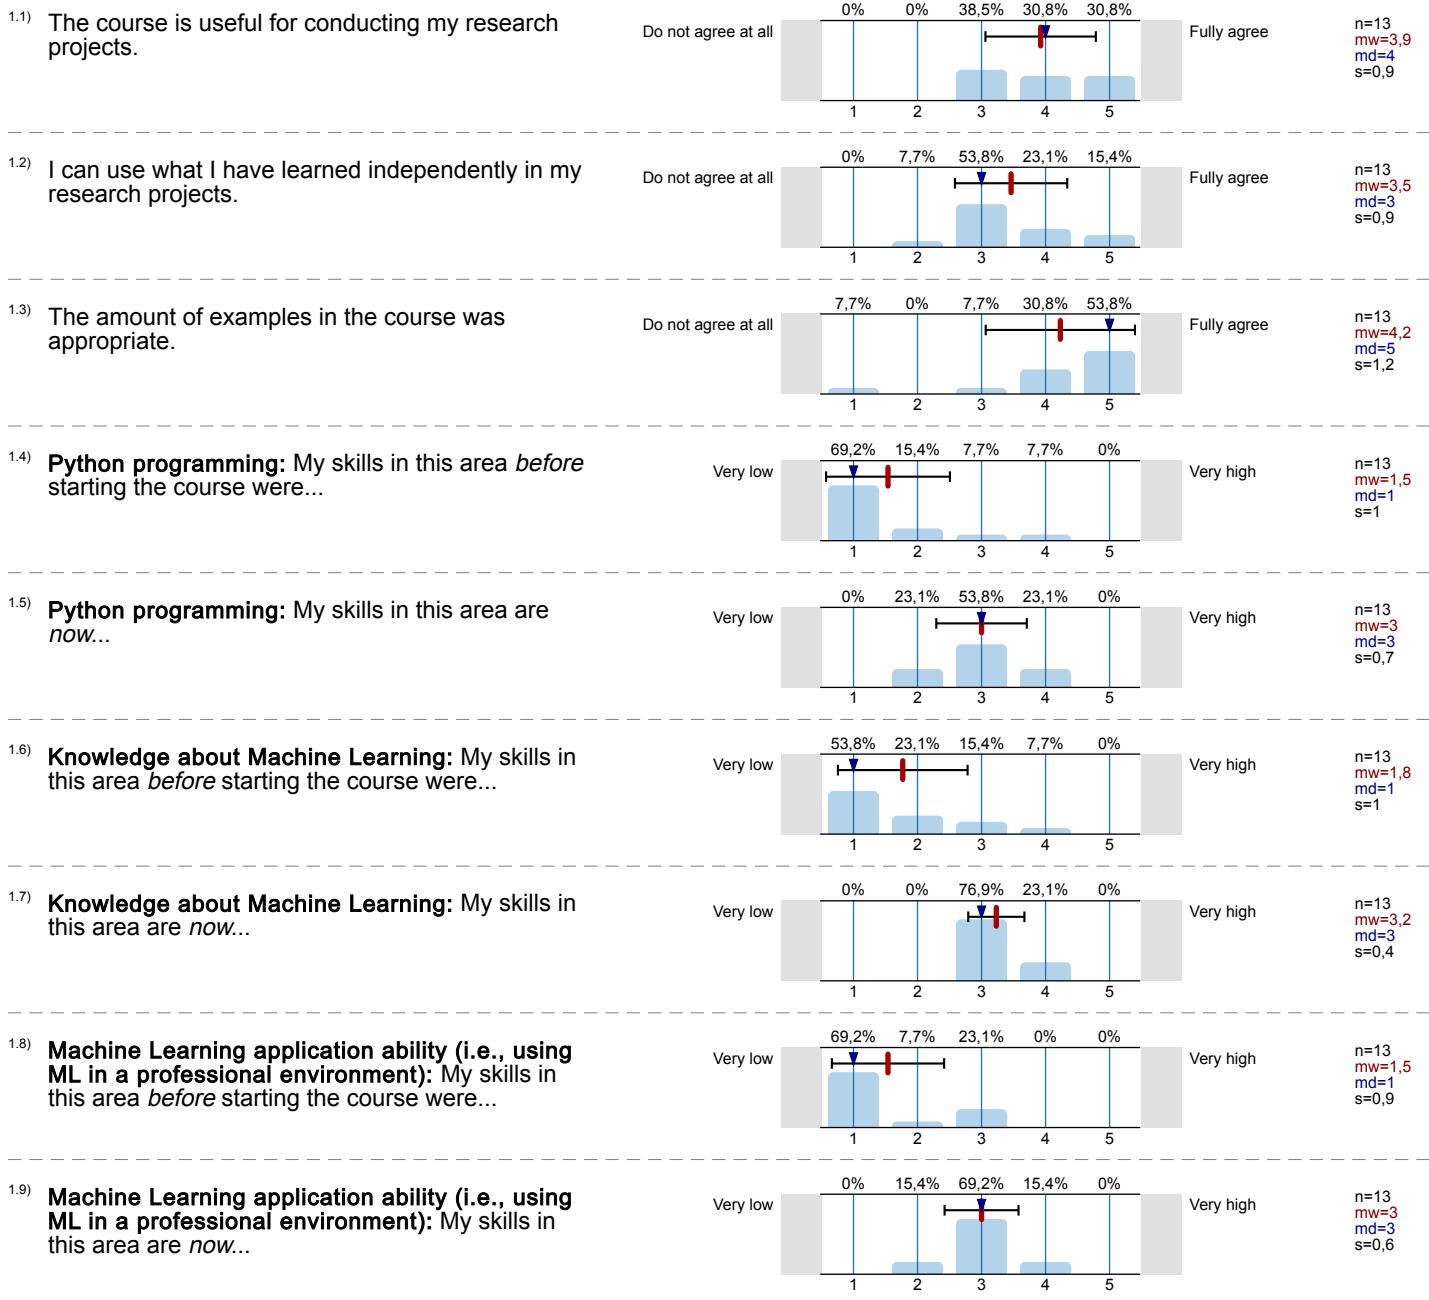 1.1) The course is useful for conducting my research
projects.
Do not agree at all
0% 0% 38,5% 30,8% 30,8%
1 2 3 4 5
Fully agree
n=13
mw=3,9
md=4
s=0,9
1.2) I can use what I have learned independently in my
research projects.
Do not agree at all
0% 7,7% 53,8% 23,1% 15,4%
1 2 3 4 5
Fully agree
n=13
mw=3,5
md=3
s=0,9
1.3) The amount of examples in the course was
appropriate.
Do not agree at all
7,7% 0% 7,7% 30,8% 53,8%
1 2 3 4 5
Fully agree
n=13
mw=4,2
md=5
s=1,2
1.4) Python programming: My skills in this area before
starting the course were...
Very low
69,2% 15,4% 7,7% 7,7% 0%
1 2 3 4 5
Very high
n=13
mw=1,5
md=1
s=1
1.5) Python programming: My skills in this area are
now...
Very low
0% 23,1% 53,8% 23,1% 0%
1 2 3 4 5
Very high
n=13
mw=3
md=3
s=0,7
1.6) Knowledge about Machine Learning: My skills in
this area before starting the course were...
Very low
53,8% 23,1% 15,4% 7,7% 0%
1 2 3 4 5
Very high
n=13
mw=1,8
md=1
s=1
1.7) Knowledge about Machine Learning: My skills in
this area are now...
Very low
0% 0% 76,9% 23,1% 0%
1 2 3 4 5
Very high
n=13
mw=3,2
md=3
s=0,4
1.8) Machine Learning application ability (i.e., using
ML in a professional environment): My skills in
this area before starting the course were...
Very low
69,2% 7,7% 23,1% 0% 0%
1 2 3 4 5
Very high
n=13
mw=1,5
md=1
s=0,9
1.9) Machine Learning application ability (i.e., using
ML in a professional environment): My skills in
this area are now...
Very low
0% 15,4% 69,2% 15,4% 0%
1 2 3 4 5
Very high
n=13
mw=3
md=3
s=0,6